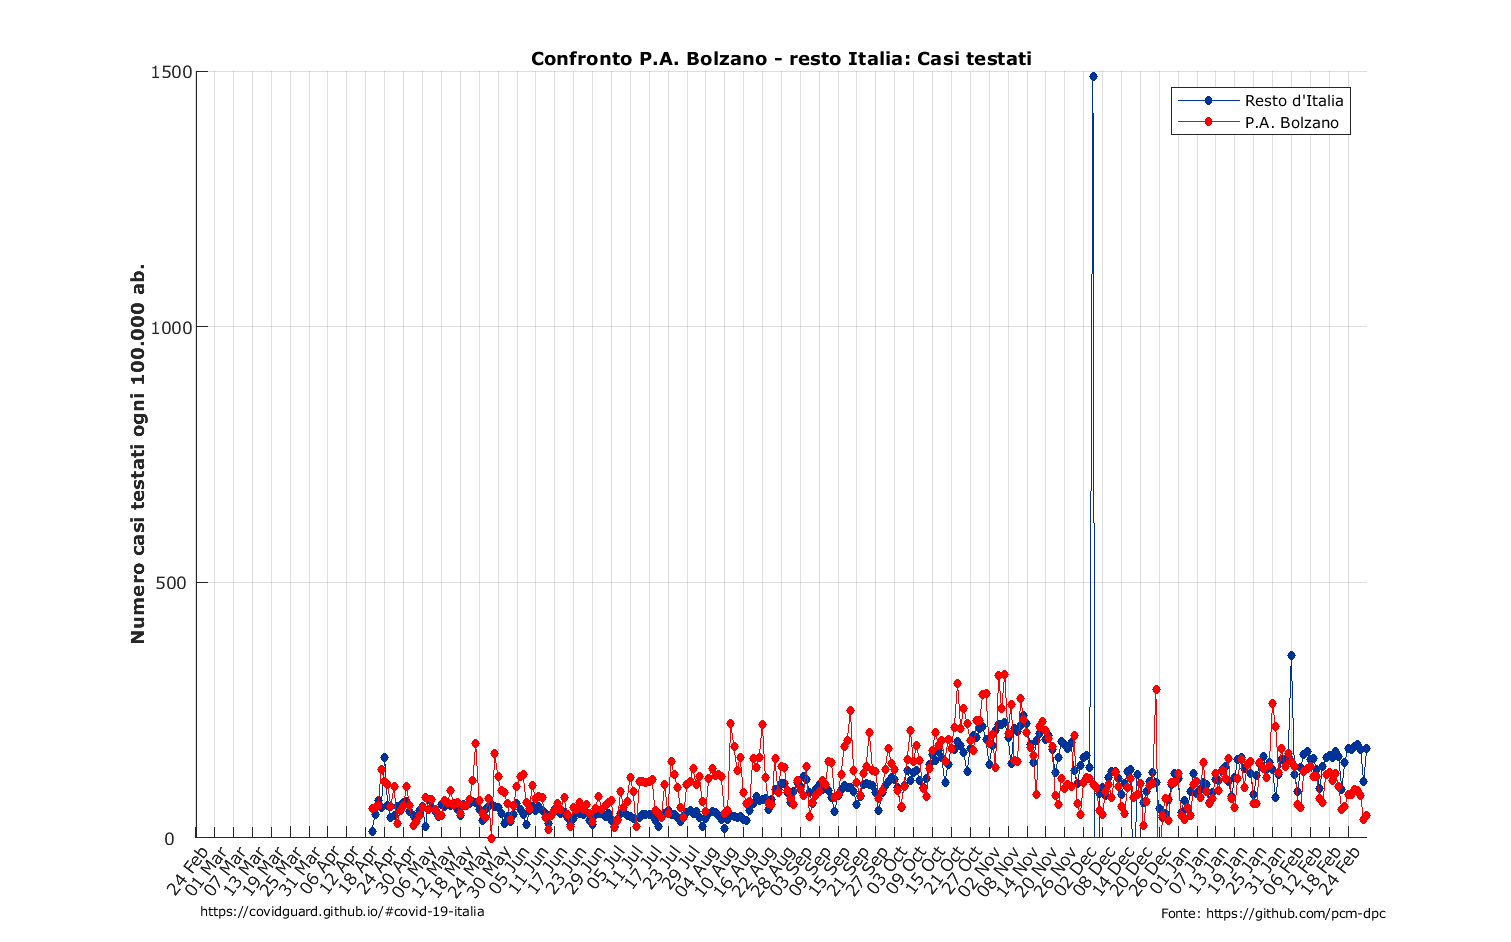 Confronto P.A. Bolzano - resto Italia: Casi testati
Numero casi testati ogni 100.000 ab.
1500
1000
500
0
Resto d'Italia
P.A. Bolzano
24 Feb
01 Mar
07 Mar
13 Mar
19 Mar
25 Mar
31 Mar
06 Apr
12 Apr
18 Apr
24 Apr
30 Apr
06 May
12 May
18 May
24 May
30 May
05 Jun
11 Jun
17 Jun
23 Jun
29 Jun
05 Jul
11 Jul
17 Jul
23 Jul
29 Jul
04 Aug
10 Aug
16 Aug
22 Aug
28 Aug
03 Sep
09 Sep
15 Sep
21 Sep
27 Sep
03 Oct
09 Oct
15 Oct
21 Oct
27 Oct
02 Nov
08 Nov
14 Nov
20 Nov
26 Nov
02 Dec
08 Dec
14 Dec
20 Dec
26 Dec
01 Jan
07 Jan
13 Jan
19 Jan
25 Jan
31 Jan
06 Feb
12 Feb
18 Feb
24 Feb
https://covidguard.github.io/#covid-19-italia
Fonte: https://github.com/pcm-dpc